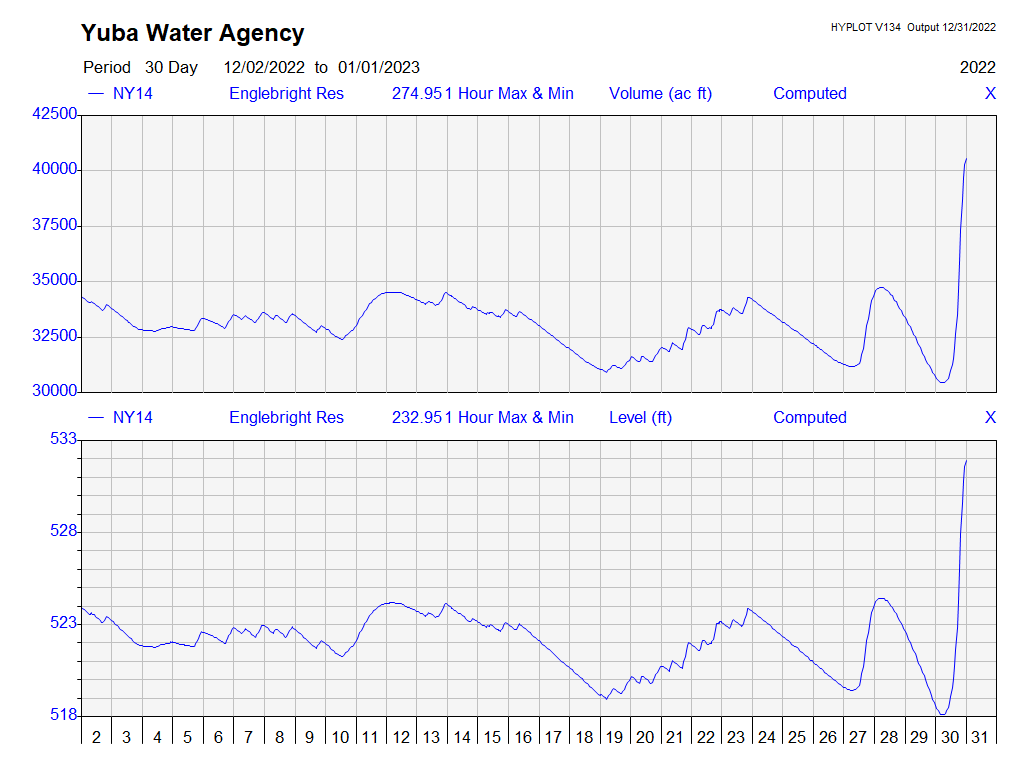 Yuba Water Agency
HYPLOT V134 Output 12/31/2022
Period 30 Day 12/02/2022 to 01/01/2023
2022
NY14 Englebright Res 274.951 Hour Max & Min Volume (ac ft) Computed X
42500
40000
37500
35000
32500
30000
NY14 Englebright Res 232.951 Hour Max & Min Level (ft) Computed X
533
528
523
518
2 3 4 5 6 7 8 9 10 11 12 13 14 15 16 17 18 19 20 21 22 23 24 25 26 27 28 29 30 31